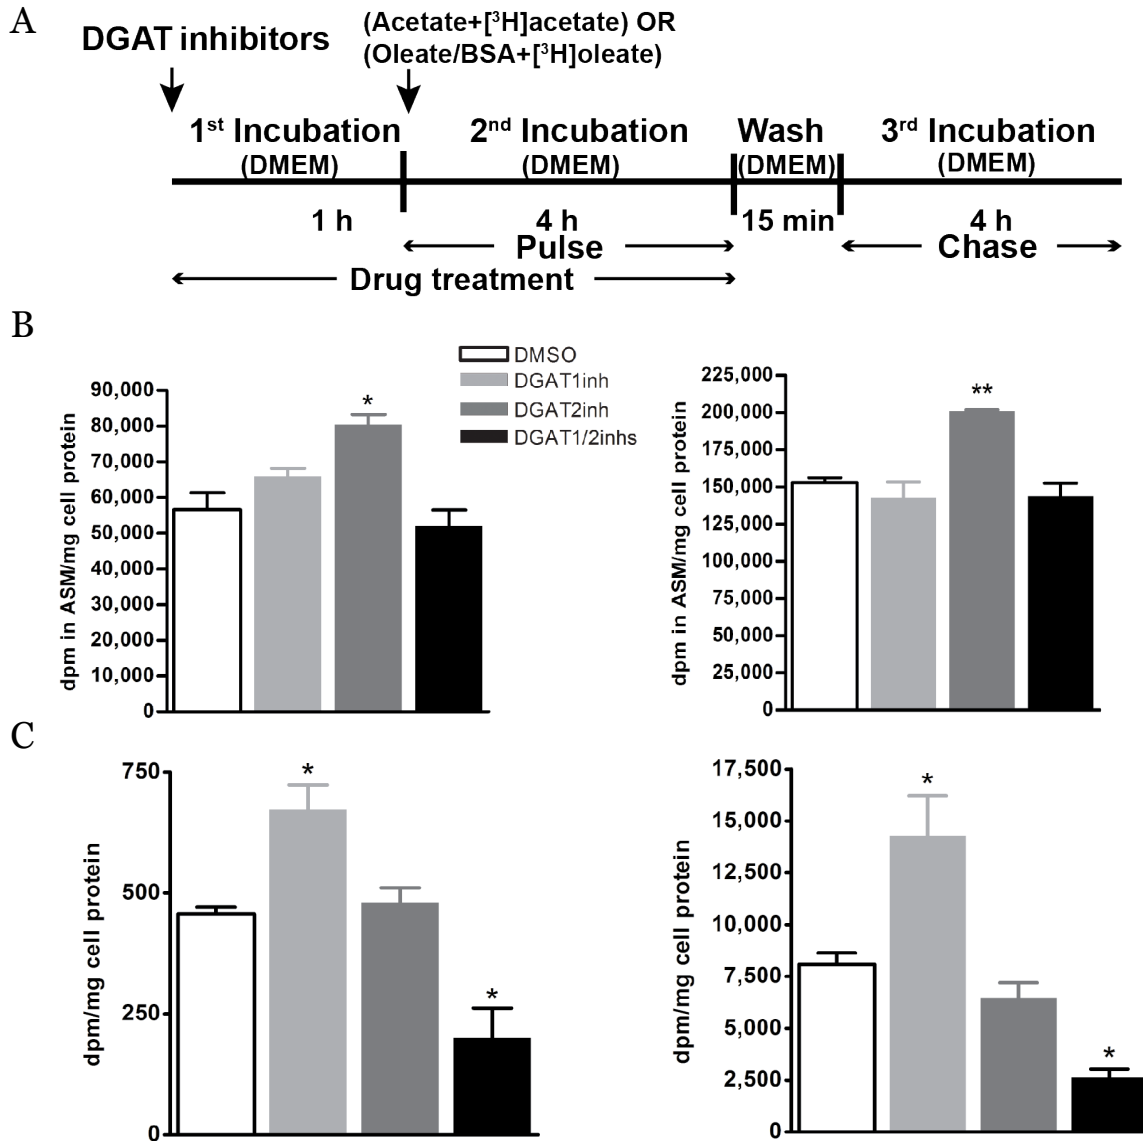 A
DGAT inhibitors
(Acetate+[³H]acetate) OR
(Oleate/BSA+[³H]oleate)
1st Incubation
(DMEM)
2nd Incubation
(DMEM)
Wash
(DMEM)
3rd Incubation
(DMEM)
1 h
4 h
15 min
4 h
Pulse
Chase
Drug treatment
B
DMSO
DGAT1inh
DGAT2inh
DGAT1/2inhs
dpm in ASM/mg cell protein
90,000
80,000
70,000
60,000
50,000
40,000
30,000
20,000
10,000
0
*
dpm in ASM/mg cell protein
225,000
200,000
175,000
150,000
125,000
100,000
75,000
50,000
25,000
0
**
C
dpm/mg cell protein
750
500
250
0
*
*
dpm/mg cell protein
17,500
15,000
12,500
10,000
7,500
5,000
2,500
0
*
*